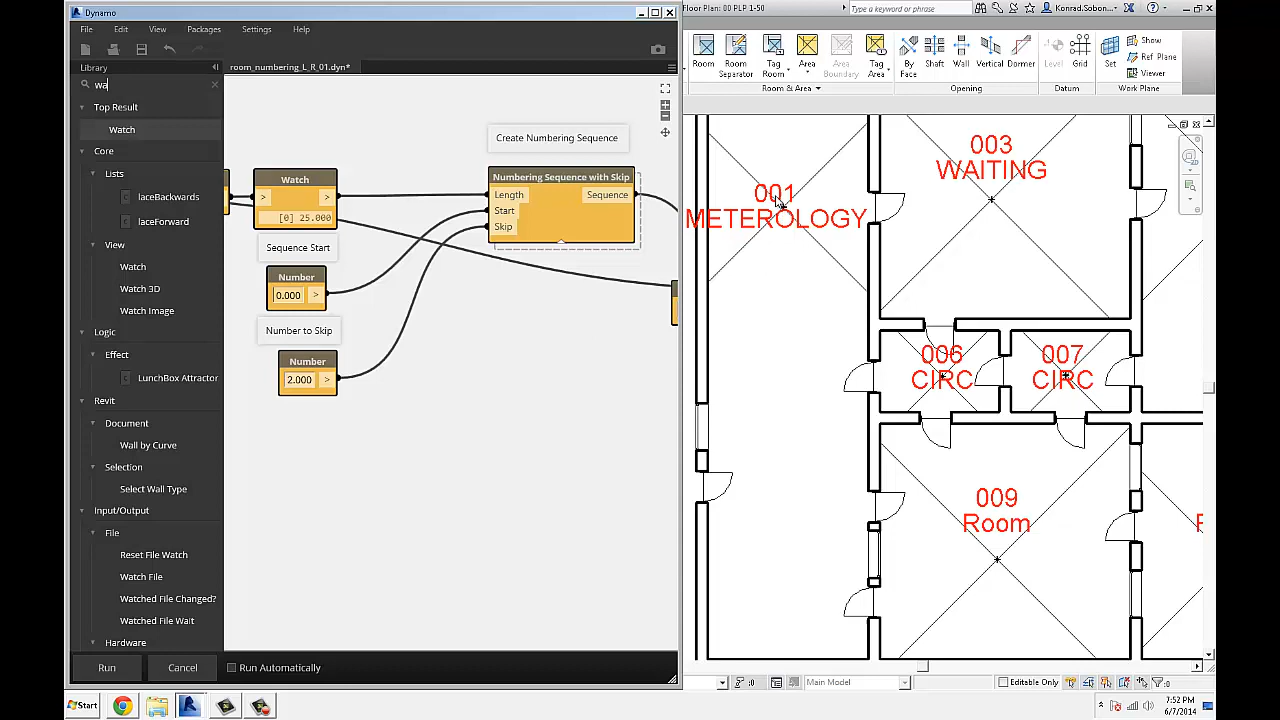 Dynamo
File Edit View Packages Settings Help
Library
room_numbering_L_R_01.dyn*
wa
Top Result
Watch
Core
Lists
laceBackwards
laceForward
View
Watch
Watch 3D
Watch Image
Logic
Effect
LunchBox Attractor
Revit
Document
Wall by Curve
Selection
Select Wall Type
Input/Output
File
Reset File Watch
Watch File
Watched File Changed?
Watched File Wait
Hardware
Create Numbering Sequence
Watch
> >
[0] 25.000
Numbering Sequence with Skip
Length Sequence
Start
Skip
Sequence Start
Number
0.000 >
Number to Skip
Number
2.000 >
Run Cancel Run Automatically
Floor Plan: 00 PLP 1-50
Type a keyword or phrase
Konrad.Sobon...
Room
Room Separator
Tag Room
Area
Area Boundary
Tag Area
By Face
Shaft
Wall
Vertical
Dormer
Level
Grid
Set
Show
Ref Plane
Viewer
Room & Area
Opening
Datum
Work Plane
001
METEROLOGY
003
WAITING
006
CIRC
007
CIRC
009
Room
:0
Main Model
Editable Only
:0
Start
7:52 PM
6/7/2014